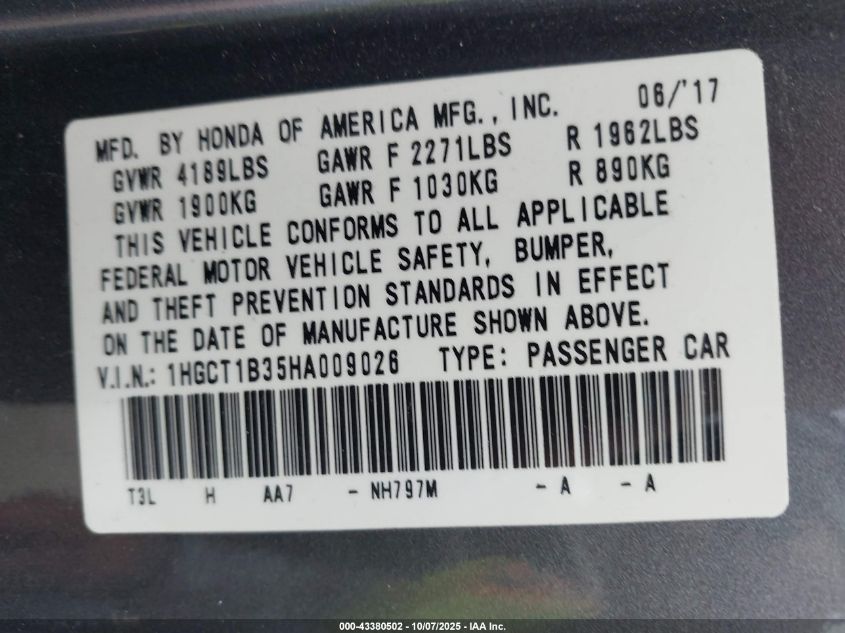 MFD. BY HONDA OF AMERICA MFG., INC. 06/'17
GVWR 4189LBS GAWR F 2271LBS R 1962LBS
GVWR 1900KG GAWR F 1030KG R 890KG
THIS VEHICLE CONFORMS TO ALL APPLICABLE
FEDERAL MOTOR VEHICLE SAFETY, BUMPER,
AND THEFT PREVENTION STANDARDS IN EFFECT
ON THE DATE OF MANUFACTURE SHOWN ABOVE.
V.I.N.: 1HGCT1B35HA009026 TYPE: PASSENGER CAR
T3L H AA7 - NH797M - A - A
000-43380502 - 10/07/2025 - IAA Inc.